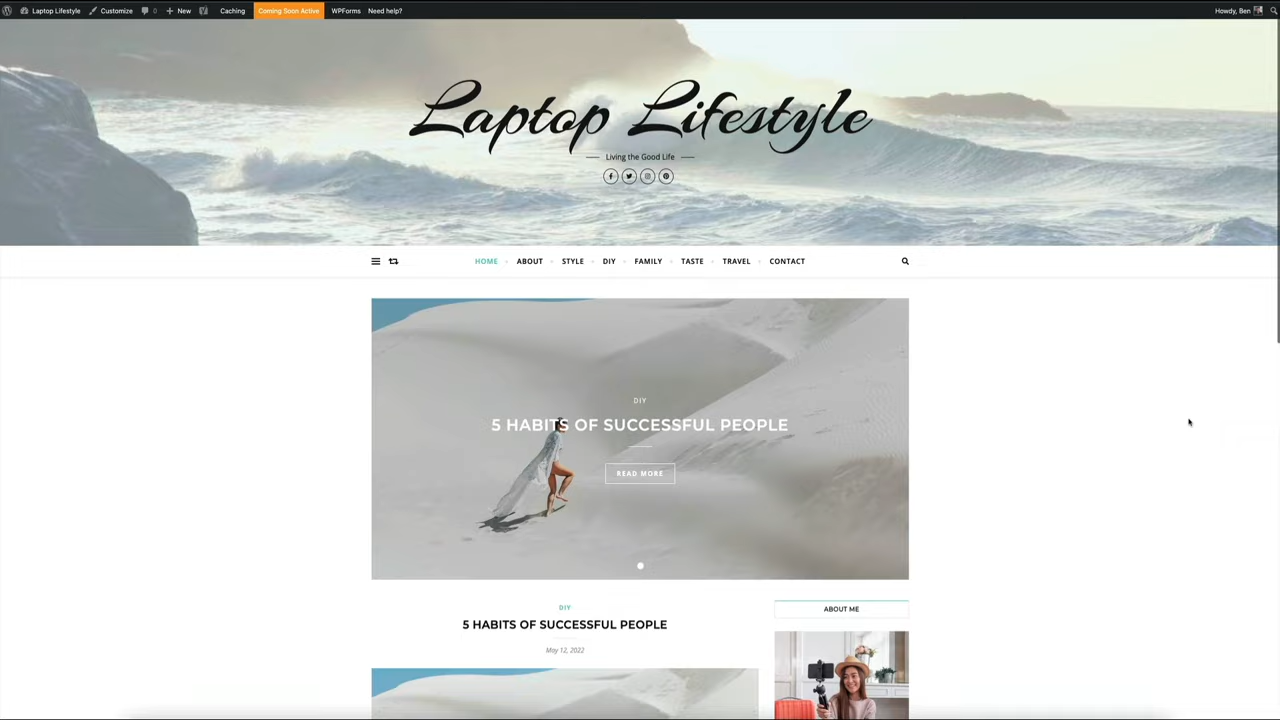 Laptop Lifestyle Customize 0 New Caching Coming Soon Active WPForms Need help? Howdy, Ben
Laptop Lifestyle
Living the Good Life
HOME ABOUT STYLE DIY FAMILY TASTE TRAVEL CONTACT
DIY
5 HABITS OF SUCCESSFUL PEOPLE
READ MORE
DIY
5 HABITS OF SUCCESSFUL PEOPLE
May 12, 2022
ABOUT ME